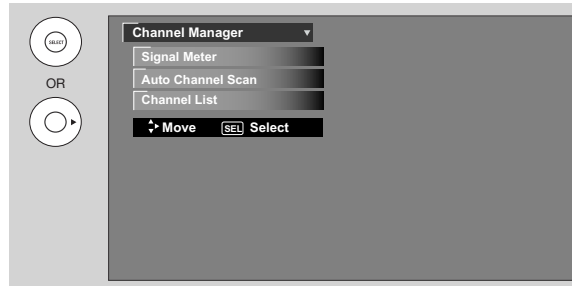 SELECT
OR
Channel Manager
Signal Meter
Auto Channel Scan
Channel List
Move SEL Select